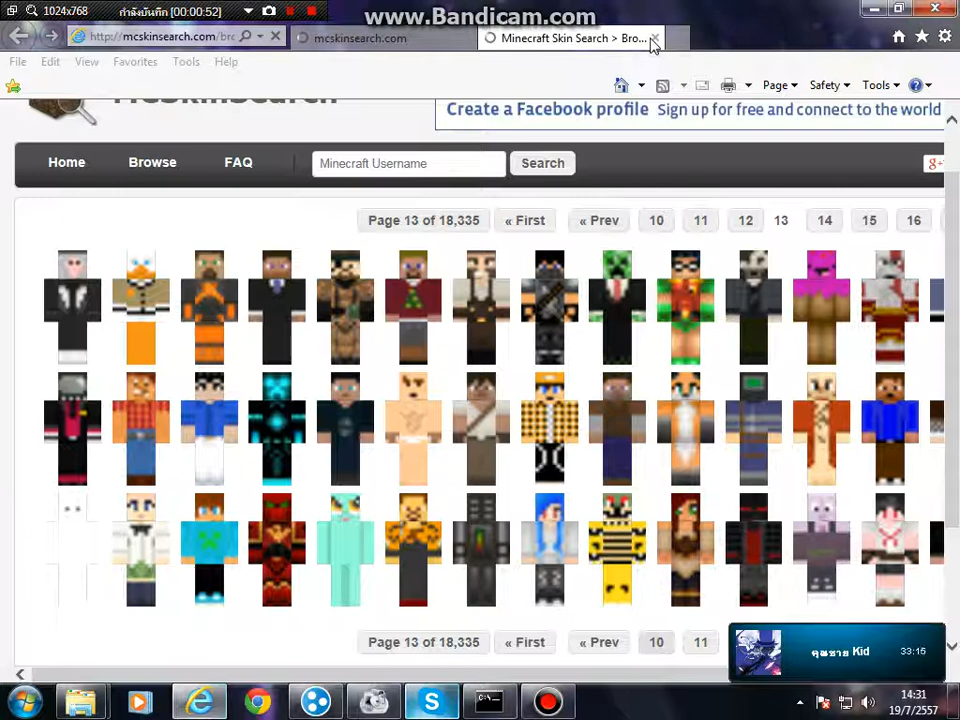 1024x768 กำลังบันทึก [00:00:52]
www.Bandicam.com
http://mcskinsearch.com/bro
mcskinsearch.com
Minecraft Skin Search > Bro...
File Edit View Favorites Tools Help
Page Safety Tools
McSkinSearch
Create a Facebook profile Sign up for free and connect to the world
Home Browse FAQ Minecraft Username Search g+
Page 13 of 18,335 « First « Prev 10 11 12 13 14 15 16
Page 13 of 18,335 « First « Prev 10 11
คุณชาย Kid 33:15
14:31
19/7/2557